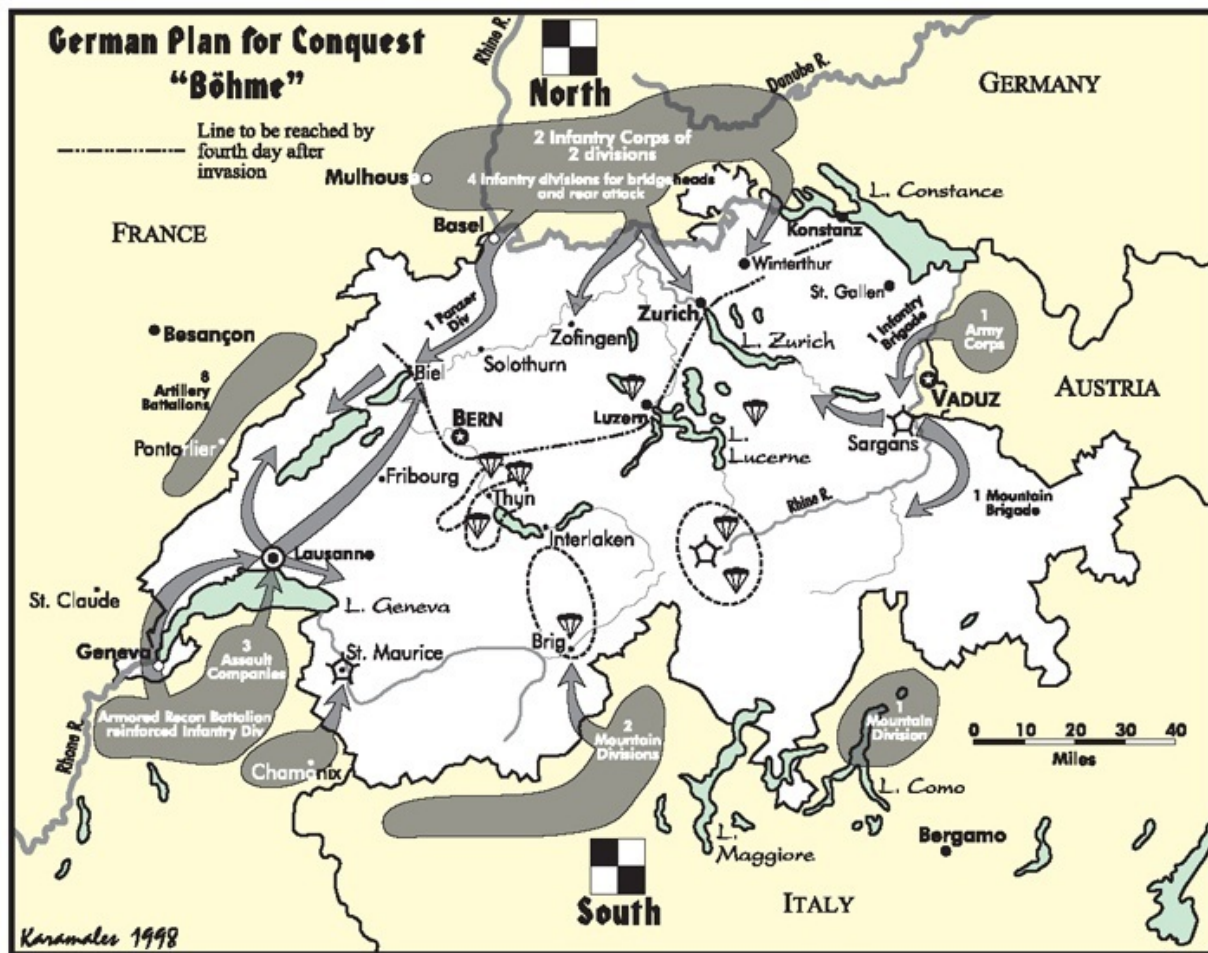 German Plan for Conquest
"Böhme"
Line to be reached by
fourth day after
invasion
Rhine R.
North
Danube R.
GERMANY
2 Infantry Corps of
2 divisions
4 Infantry divisions for bridgeheads
and rear attack
Mulhouse
FRANCE
Basel
L. Constance
Konstanz
Winterthur
St. Gallen
Besançon
1 Panzer
Div
Zurich
Zofingen
L. Zurich
1 Infantry
Brigade
1
Army
Corps
8
Artillery
Battalions
Biel
Solothurn
VADUZ
AUSTRIA
Pontarlier
BERN
Luzern
L.
Lucerne
Sargans
Fribourg
Thyn
Rhine R.
1 Mountain
Brigade
Interlaken
Lausanne
St. Claude
L. Geneva
Geneva
3
Assault
Companies
St. Maurice
Brig
Armored Recon Battalion
reinforced Infantry Div
Rhone R.
Chamonix
2
Mountain
Divisions
1
Mountain
Division
0 10 20 30 40
Miles
L. Como
L.
Maggiore
Bergamo
South
ITALY
Karamales 1998